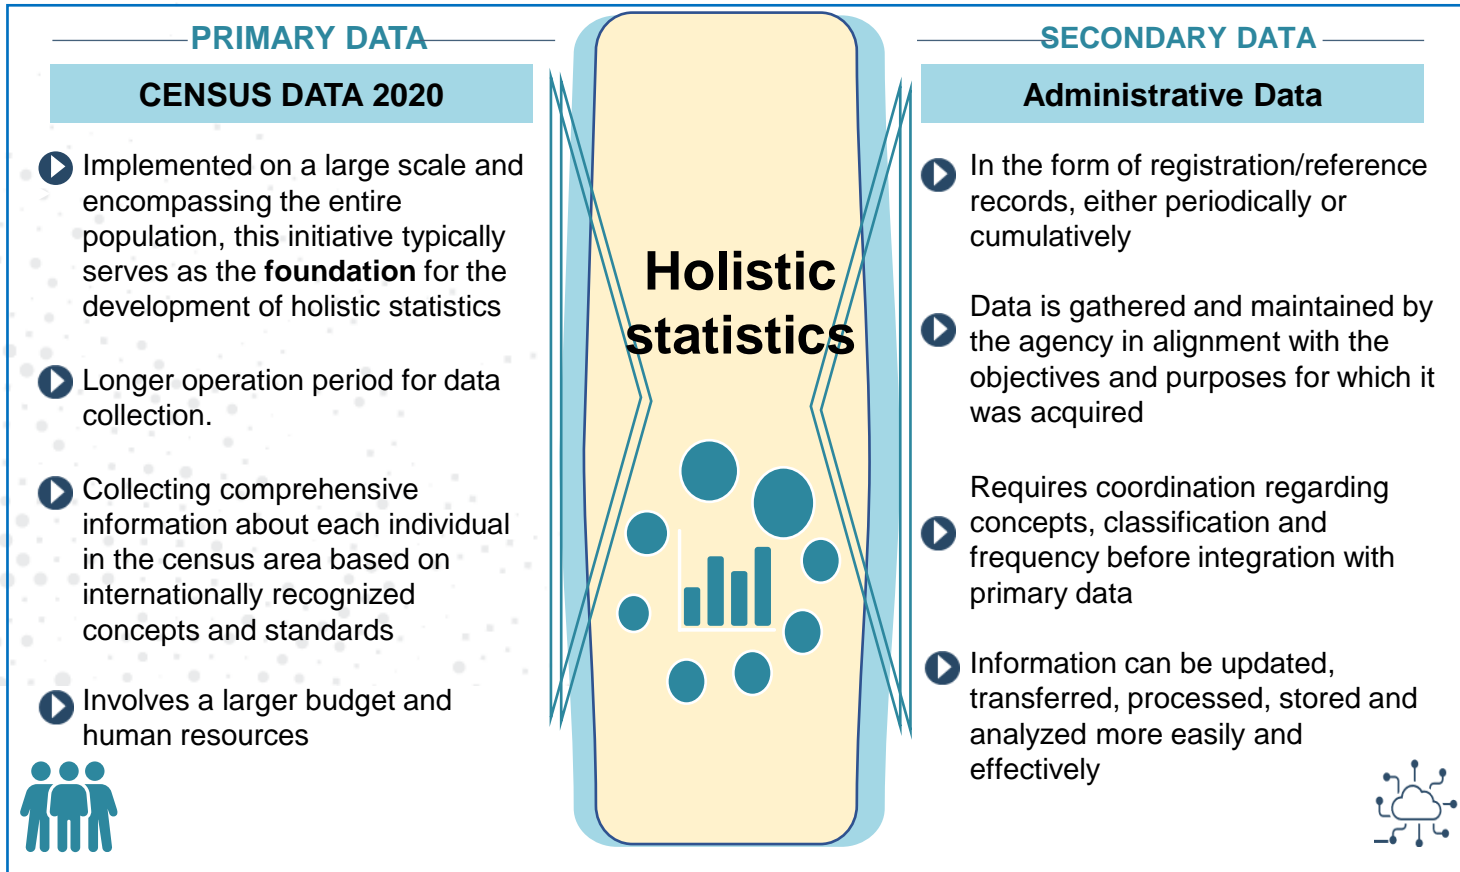 PRIMARY DATA
CENSUS DATA 2020
Implemented on a large scale and
encompassing the entire
population, this initiative typically
serves as the foundation for the
development of holistic statistics
Longer operation period for data
collection.
Collecting comprehensive
information about each individual
in the census area based on
internationally recognized
concepts and standards
Involves a larger budget and
human resources
Holistic
statistics
SECONDARY DATA
Administrative Data
In the form of registration/reference
records, either periodically or
cumulatively
Data is gathered and maintained by
the agency in alignment with the
objectives and purposes for which it
was acquired
Requires coordination regarding
concepts, classification and
frequency before integration with
primary data
Information can be updated,
transferred, processed, stored and
analyzed more easily and
effectively